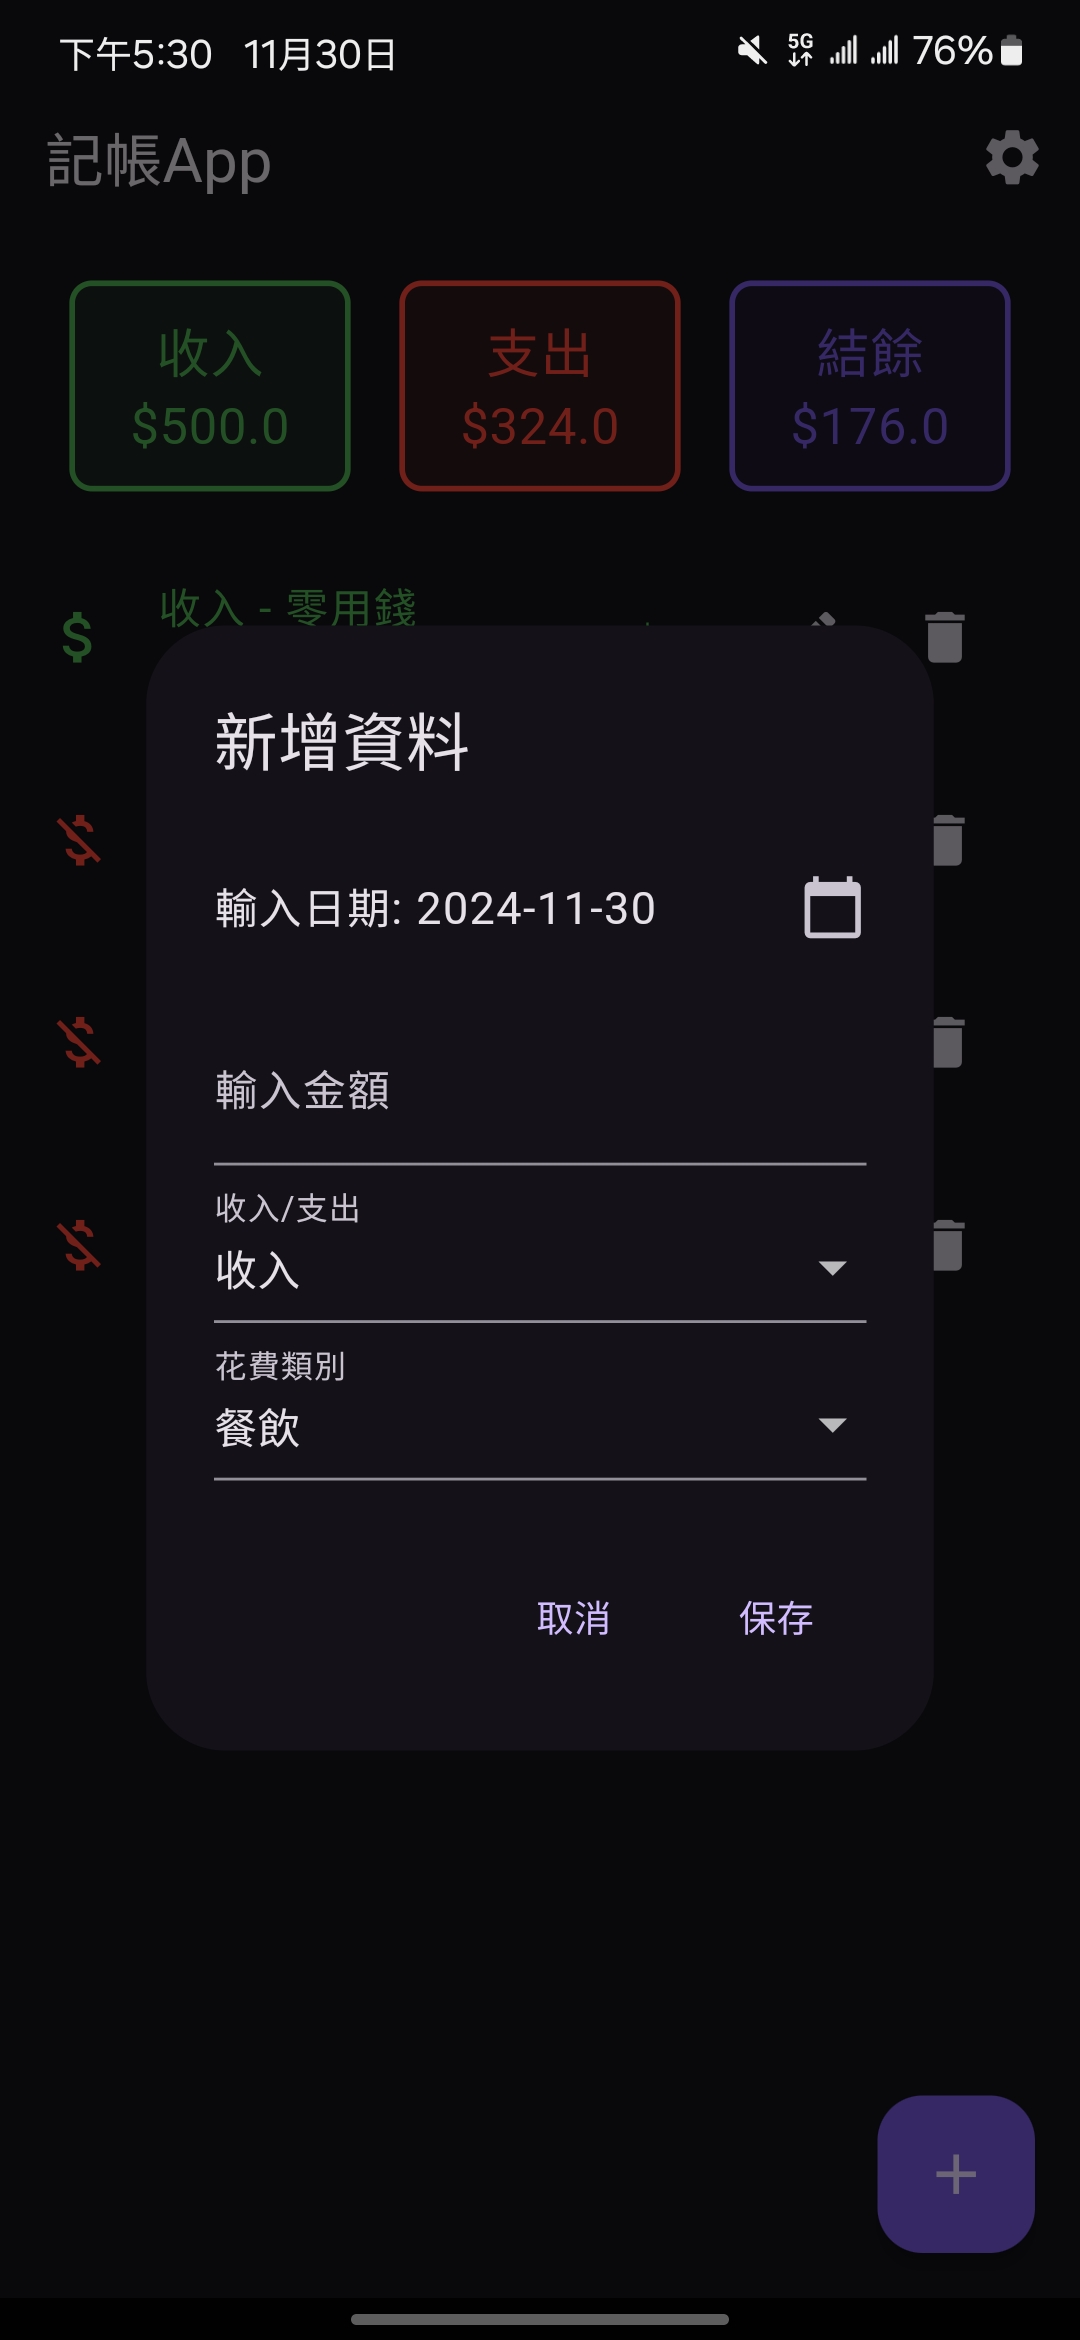 下午5:30 11月30日 5G 76%
記帳App
收入 支出 結餘
$500.0 $324.0 $176.0
收入 - 零用錢
新增資料
輸入日期: 2024-11-30
輸入金額
收入/支出
收入
花費類別
餐飲
取消 保存